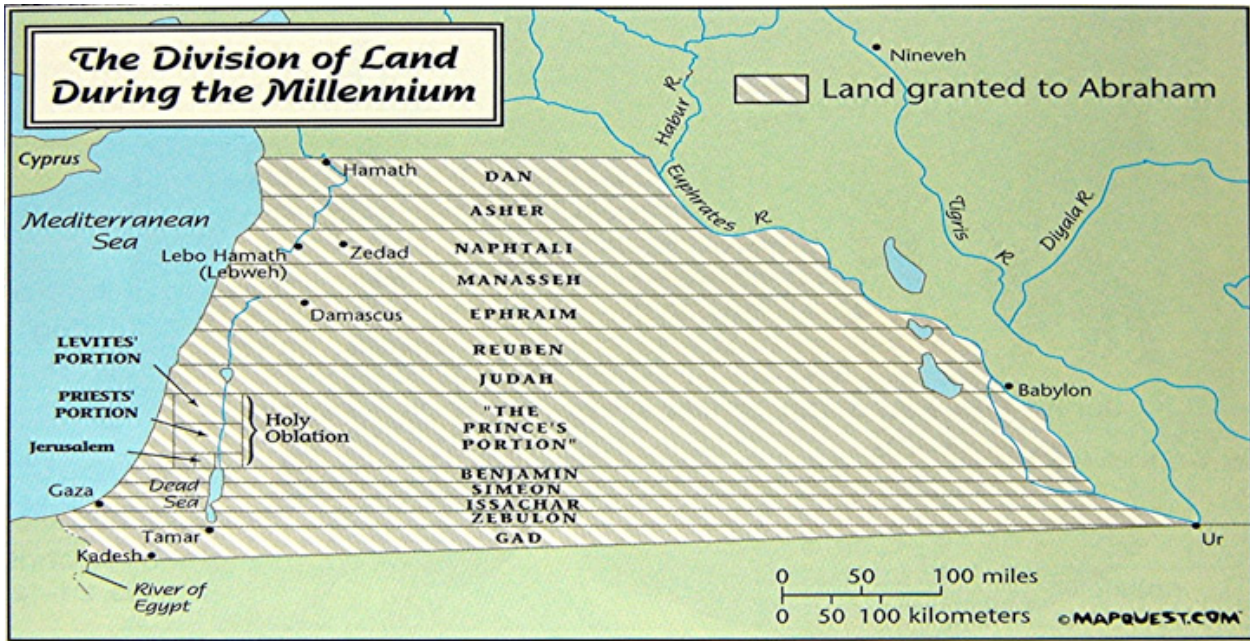 The Division of Land
During the Millennium
Land granted to Abraham
Nineveh
Habur R.
Cyprus
Hamath
DAN
Euphrates R.
Tigris R.
Diyala R.
ASHER
Mediterranean
Sea
Lebo Hamath
(Lebweh)
Zedad
NAPHTALI
MANASSEH
Damascus
EPHRAIM
LEVITES'
PORTION
REUBEN
JUDAH
Babylon
PRIESTS'
PORTION
Holy
Oblation
"THE
PRINCE'S
PORTION"
Jerusalem
BENJAMIN
Gaza
Dead
Sea
SIMEON
ISSACHAR
ZEBULON
Tamar
GAD
Ur
Kadesh
River of
Egypt
0 50 100 miles
0 50 100 kilometers
©MAPQUEST.COM